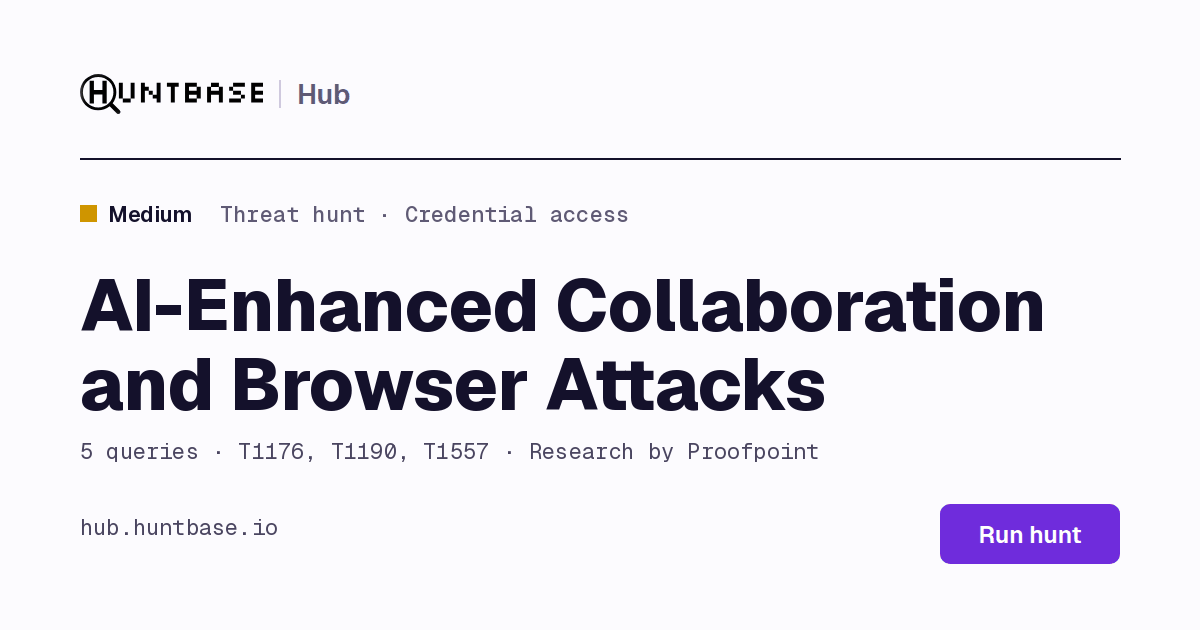 HUNTBASE | Hub
Medium Threat hunt · Credential access
AI-Enhanced Collaboration
and Browser Attacks
5 queries · T1176, T1190, T1557 · Research by Proofpoint
hub.huntbase.io
Run hunt